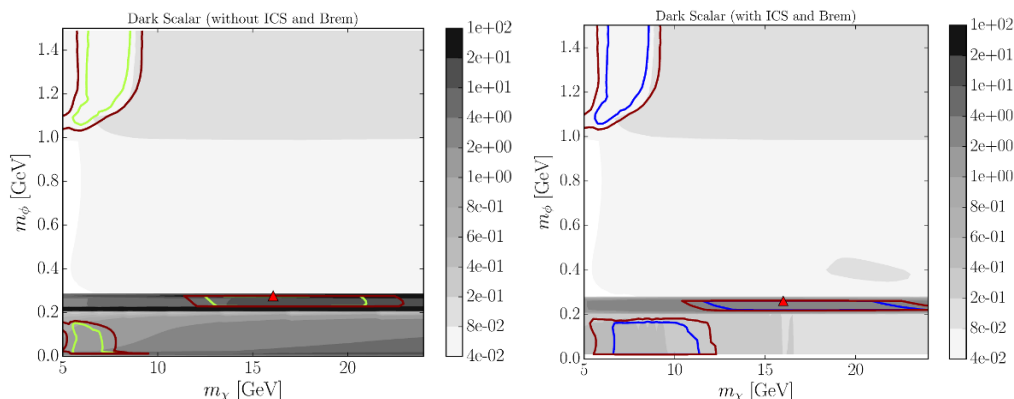 Dark Scalar (without ICS and Brem)
1.4
1.2
1.0
0.8
0.6
0.4
0.2
0.0
m_ϕ [GeV]
5
10
15
20
m_χ [GeV]
1e+02
2e+01
1e+01
4e+00
2e+00
1e+00
8e-01
6e-01
4e-01
2e-01
8e-02
4e-02
Dark Scalar (with ICS and Brem)
1.4
1.2
1.0
0.8
0.6
0.4
0.2
0.0
m_ϕ [GeV]
5
10
15
20
m_χ [GeV]
1e+02
2e+01
1e+01
4e+00
2e+00
1e+00
8e-01
6e-01
4e-01
2e-01
8e-02
4e-02